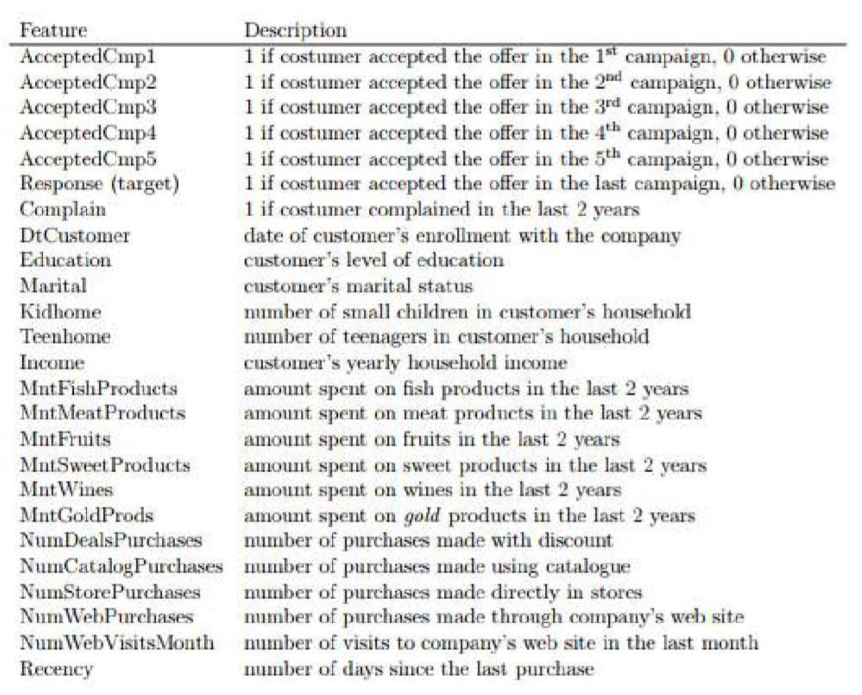 Feature Description
AcceptedCmp1 1 if costumer accepted the offer in the 1st campaign, 0 otherwise
AcceptedCmp2 1 if costumer accepted the offer in the 2nd campaign, 0 otherwise
AcceptedCmp3 1 if costumer accepted the offer in the 3rd campaign, 0 otherwise
AcceptedCmp4 1 if costumer accepted the offer in the 4th campaign, 0 otherwise
AcceptedCmp5 1 if costumer accepted the offer in the 5th campaign, 0 otherwise
Response (target) 1 if costumer accepted the offer in the last campaign, 0 otherwise
Complain 1 if costumer complained in the last 2 years
DtCustomer date of customer's enrollment with the company
Education customer's level of education
Marital customer's marital status
Kidhome number of small children in customer's household
Teenhome number of teenagers in customer's household
Income customer's yearly household income
MntFishProducts amount spent on fish products in the last 2 years
MntMeatProducts amount spent on meat products in the last 2 years
MntFruits amount spent on fruits in the last 2 years
MntSweetProducts amount spent on sweet products in the last 2 years
MntWines amount spent on wines in the last 2 years
MntGoldProds amount spent on gold products in the last 2 years
NumDealsPurchases number of purchases made with discount
NumCatalogPurchases number of purchases made using catalogue
NumStorePurchases number of purchases made directly in stores
NumWebPurchases number of purchases made through company's web site
NumWebVisitsMonth number of visits to company's web site in the last month
Recency number of days since the last purchase